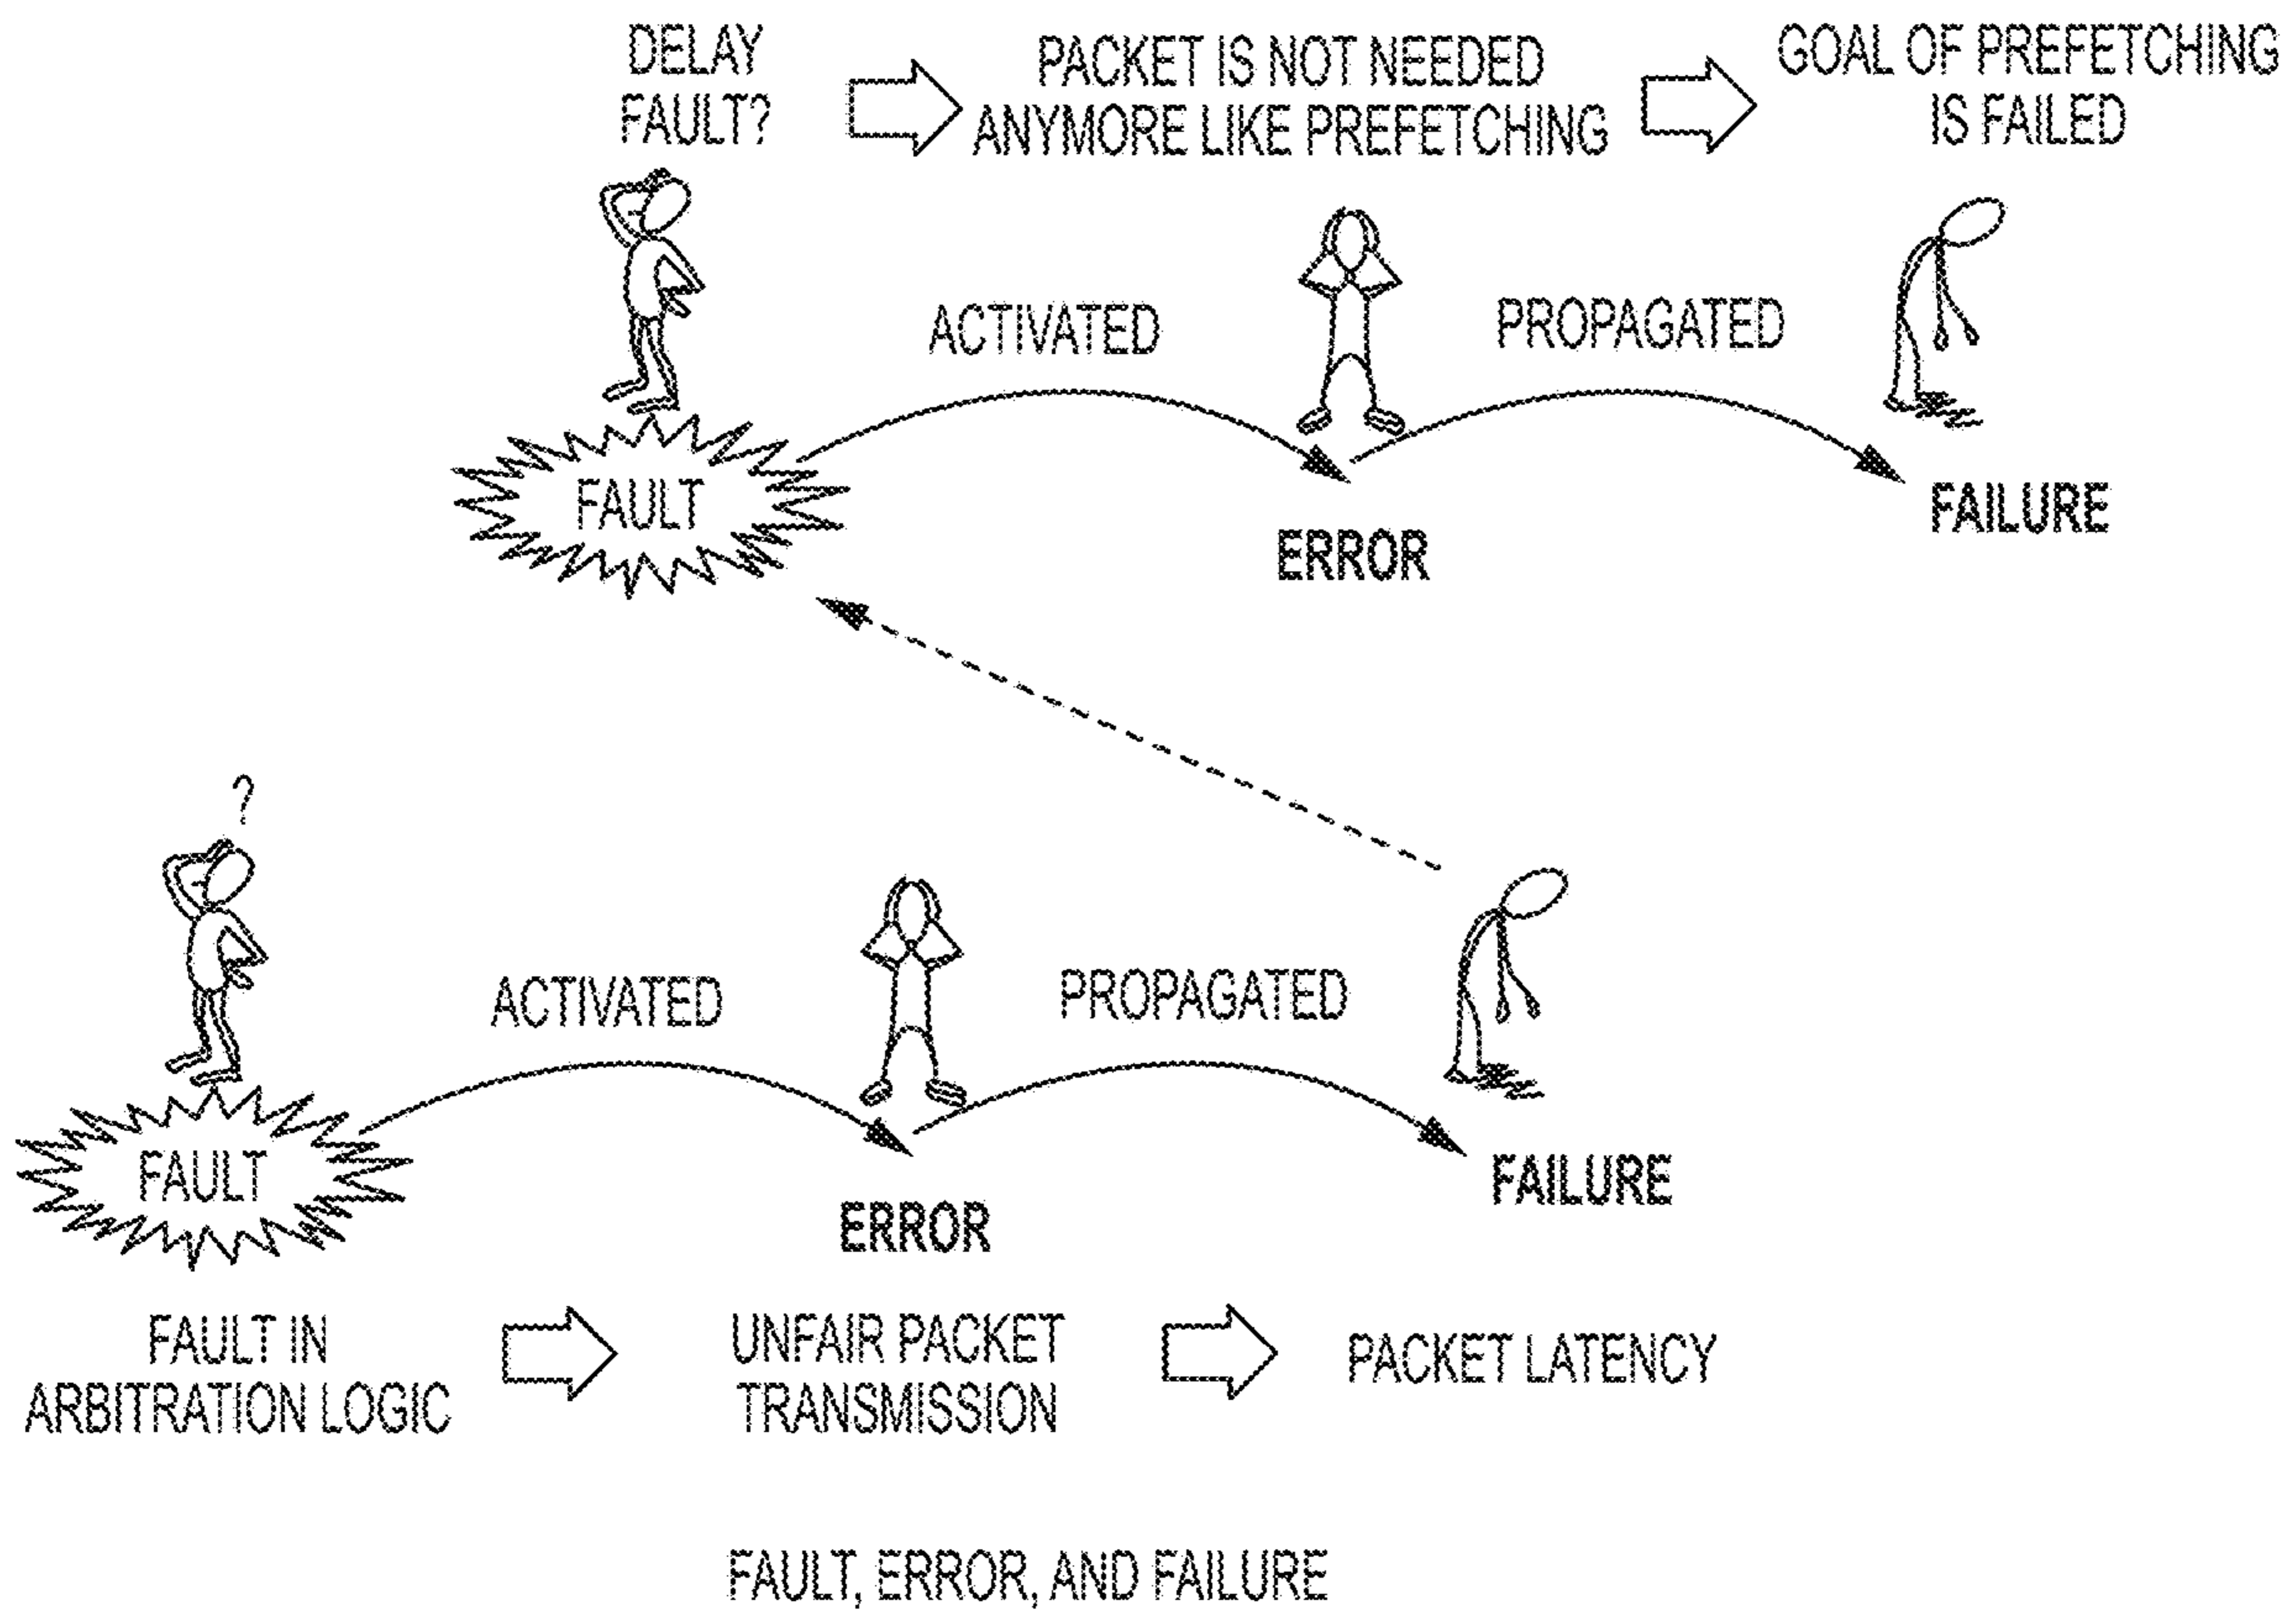 DELAY
FAULT?
PACKET IS NOT NEEDED
ANYMORE LIKE PREFETCHING
GOAL OF PREFETCHING
IS FAILED
ACTIVATED
PROPAGATED
FAULT
ERROR
FAILURE
?
ACTIVATED
PROPAGATED
FAULT
ERROR
FAILURE
FAULT IN
ARBITRATION LOGIC
UNFAIR PACKET
TRANSMISSION
PACKET LATENCY
FAULT, ERROR, AND FAILURE